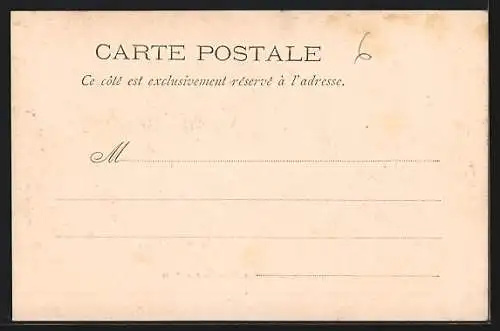 CARTE POSTALE 6
Ce côté est exclusivement réservé à l'adresse.
M